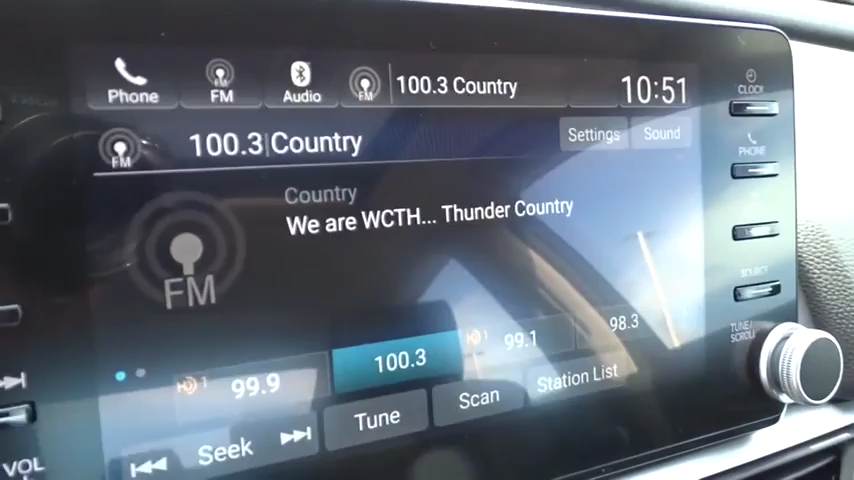 Phone
FM
Audio
FM
100.3 Country
10:51
CLOCK
FM
100.3 Country
Settings
Sound
PHONE
Country
We are WCTH... Thunder Country
FM
SOURCE
TUNE/
SCROLL
1 99.9
100.3
1 99.1
98.3
Seek
Tune
Scan
Station List
VOL